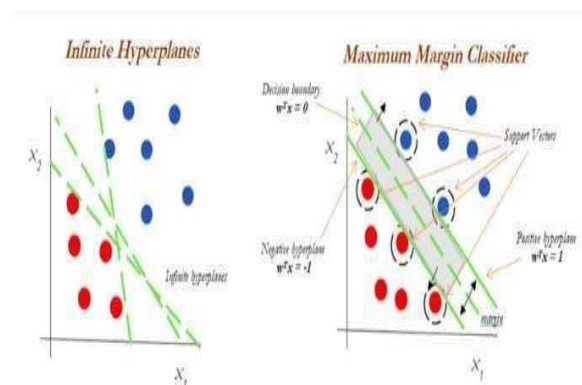 Infinite Hyperplanes
X2
Infinite hyperplanes
X1
Maximum Margin Classifier
Decision boundary
wᵀx = 0
X2
Support Vectors
Negative hyperplane
wᵀx = -1
Positive hyperplane
wᵀx = 1
margin
X1